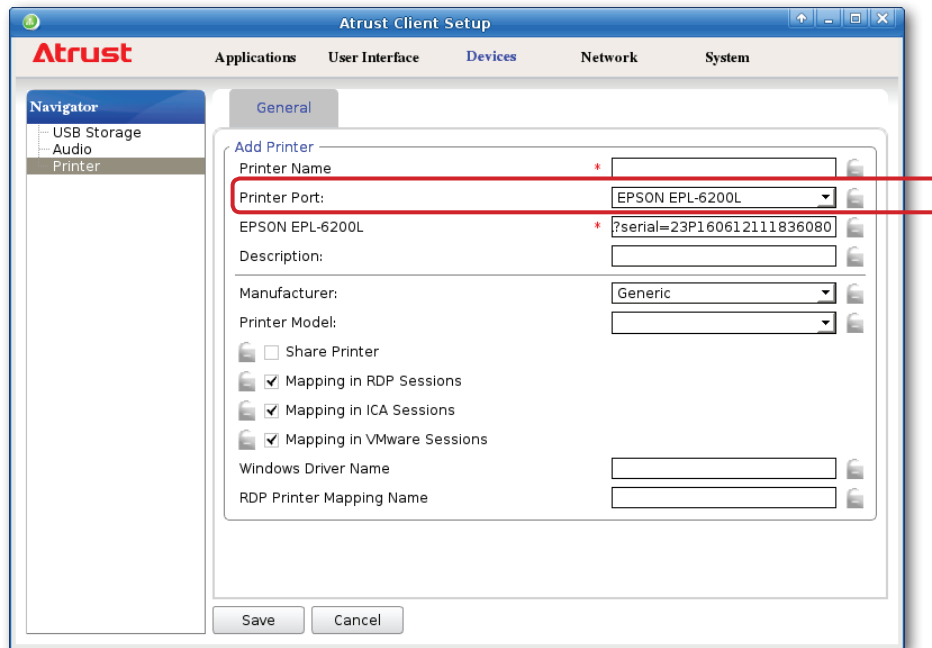 Atrust Client Setup
Atrust
Applications User Interface Devices Network System
Navigator
USB Storage
Audio
Printer
General
Add Printer
Printer Name *
Printer Port: EPSON EPL-6200L
EPSON EPL-6200L * ?serial=23P160612111836080
Description:
Manufacturer: Generic
Printer Model:
Share Printer
Mapping in RDP Sessions
Mapping in ICA Sessions
Mapping in VMware Sessions
Windows Driver Name
RDP Printer Mapping Name
Save Cancel